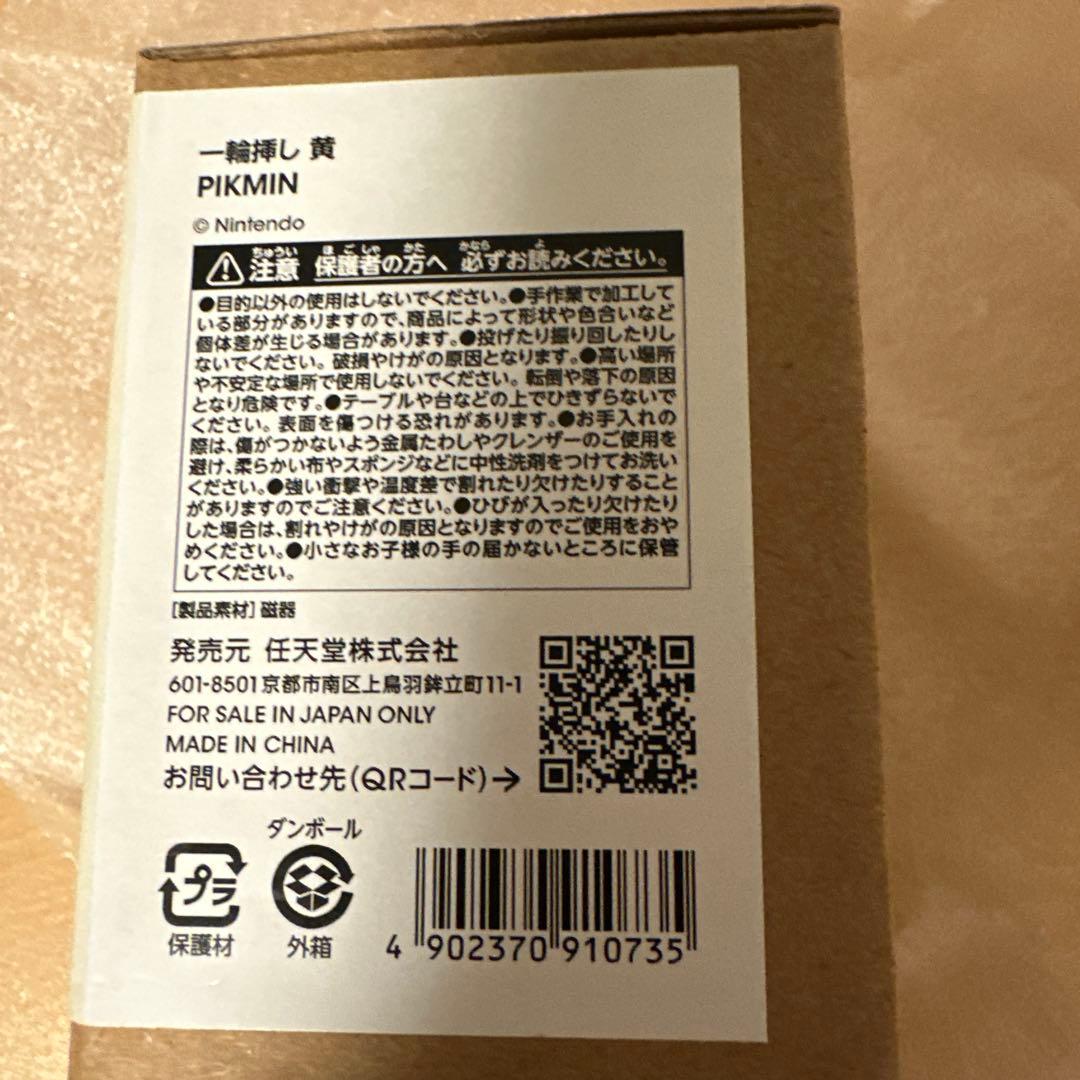 一輪挿し 黄
PIKMIN
© Nintendo
注意 保護者の方へ 必ずお読みください。
●目的以外の使用はしないでください。●手作業で加工して
いる部分がありますので、商品によって形状や色合いなど
個体差が生じる場合があります。●投げたり振り回したりし
ないでください。破損やけがの原因となります。●高い場所
や不安定な場所で使用しないでください。転倒や落下の原因
となり危険です。●テーブルや台などの上でひきずらないで
ください。表面を傷つける恐れがあります。●お手入れの
際は、傷がつかないよう金属たわしやクレンザーのご使用を
避け、柔らかい布やスポンジなどに中性洗剤をつけてお洗い
ください。●強い衝撃や温度差で割れたり欠けたりすること
がありますのでご注意ください。●ひびが入ったり欠けたり
した場合は、割れやけがの原因となりますのでご使用をおや
めください。●小さなお子様の手の届かないところに保管
してください。
[製品素材] 磁器
発売元 任天堂株式会社
601-8501 京都市南区上鳥羽鉾立町11-1
FOR SALE IN JAPAN ONLY
MADE IN CHINA
お問い合わせ先(QRコード)→
ダンボール
プラ
保護材
外箱
4 902370 910735